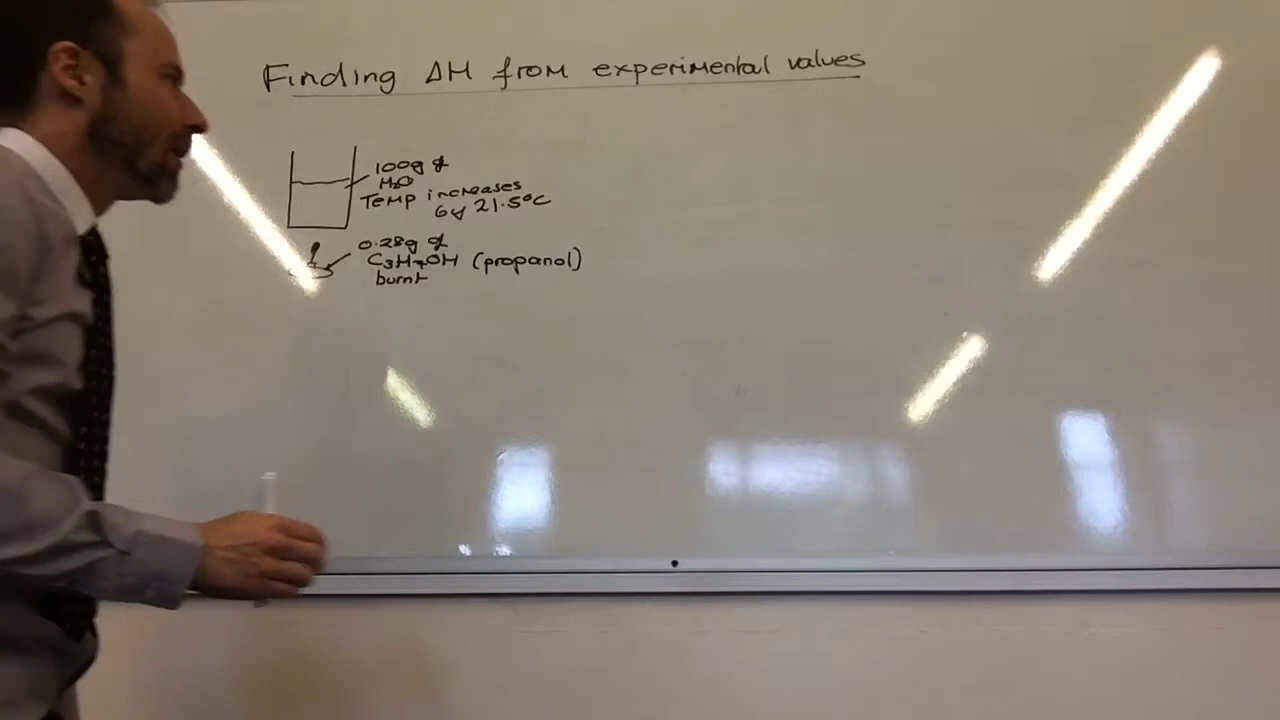 Finding ΔH from experimental values
100g of
H₂O
Temp increases
by 21.5°C
0.28g of
C₃H₇OH (propanol)
burnt